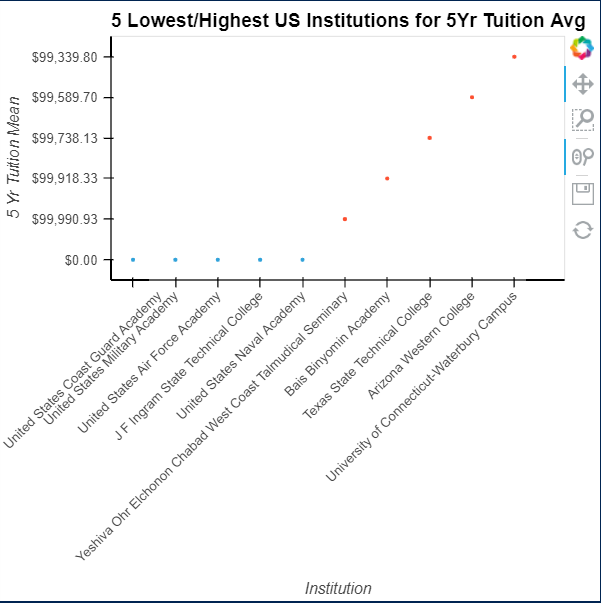 5 Lowest/Highest US Institutions for 5Yr Tuition Avg
5 Yr Tuition Mean
$99,339.80
$99,589.70
$99,738.13
$99,918.33
$99,990.93
$0.00
United States Coast Guard Academy
United States Military Academy
United States Air Force Academy
J F Ingram State Technical College
United States Naval Academy
Yeshiva Ohr Elchonon Chabad West Coast Talmudical Seminary
Bais Binyomin Academy
Texas State Technical College
Arizona Western College
University of Connecticut-Waterbury Campus
Institution